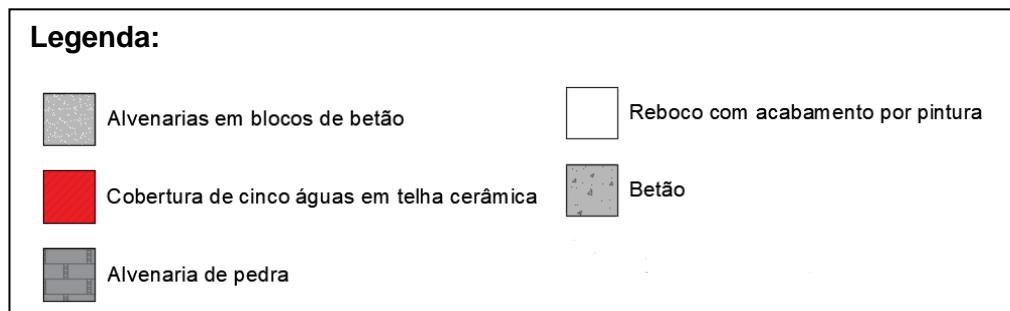 Legenda:
Alvenarias em blocos de betão
Reboco com acabamento por pintura
Cobertura de cinco águas em telha cerâmica
Betão
Alvenaria de pedra